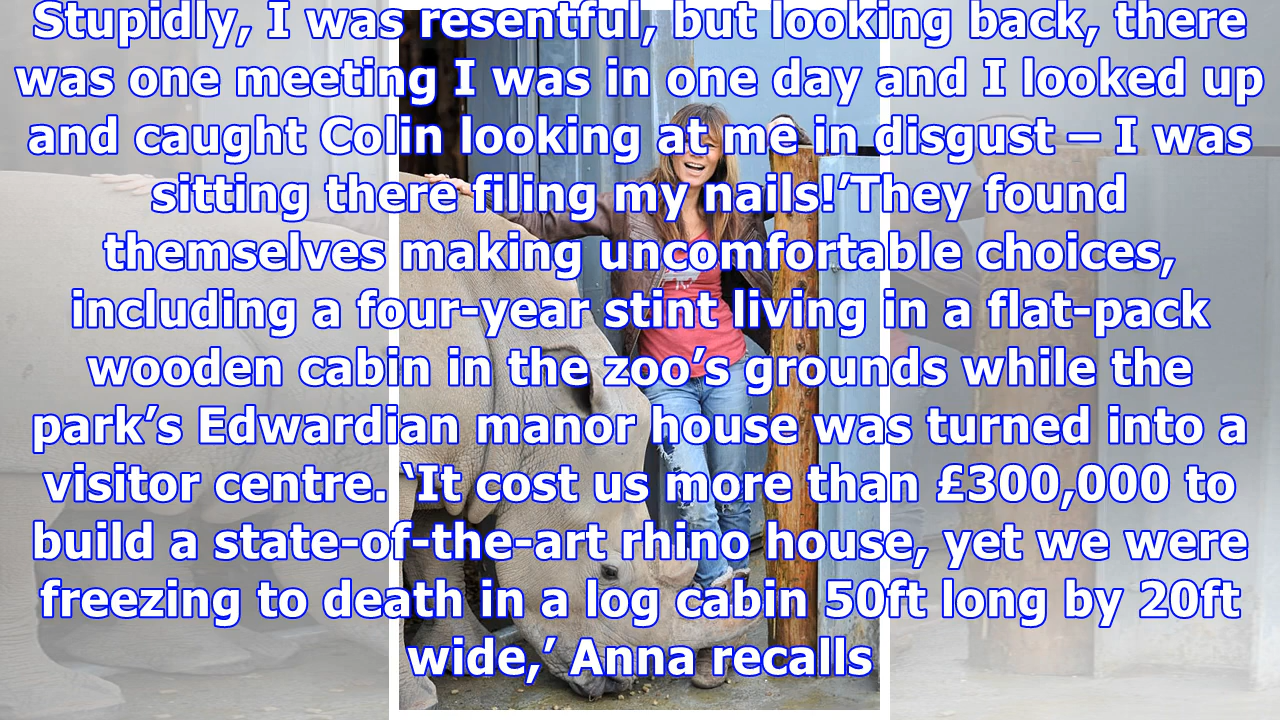 Stupidly, I was resentful, but looking back, there
was one meeting I was in one day and I looked up
and caught Colin looking at me in disgust – I was
sitting there filing my nails!’They found
themselves making uncomfortable choices,
including a four-year stint living in a flat-pack
wooden cabin in the zoo’s grounds while the
park’s Edwardian manor house was turned into a
visitor centre. ‘It cost us more than £300,000 to
build a state-of-the-art rhino house, yet we were
freezing to death in a log cabin 50ft long by 20ft
wide,’ Anna recalls